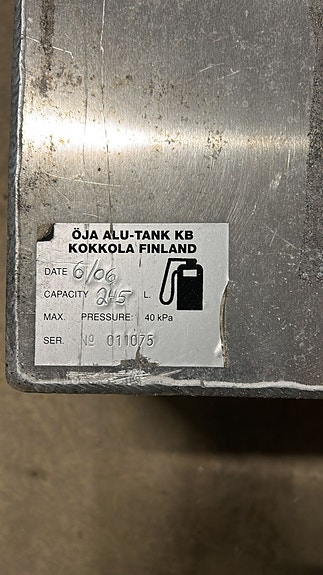 ÖJA ALU-TANK KB
KOKKOLA FINLAND
DATE 6/06
CAPACITY 245 L.
MAX. PRESSURE: 40 kPa
SER. Nº 011075